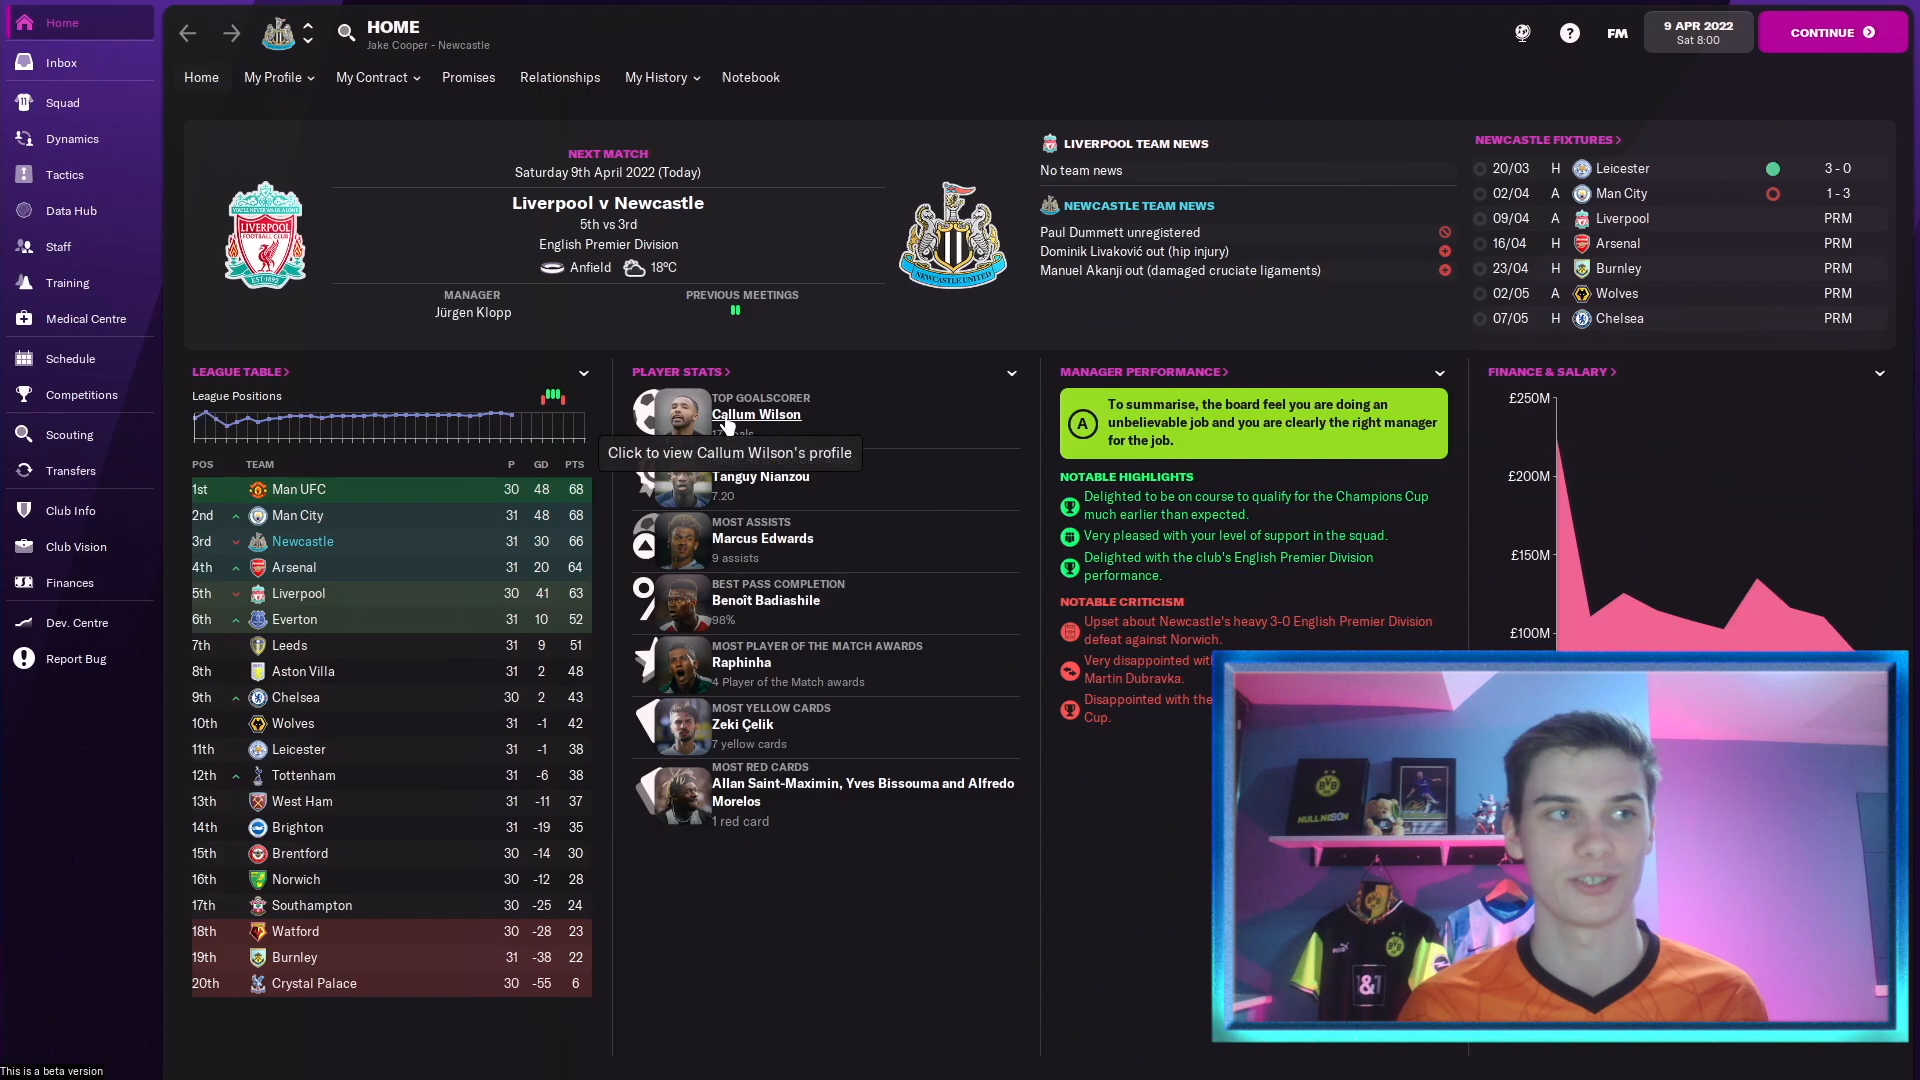 Home
Inbox
Squad
Dynamics
Tactics
Data Hub
Staff
Training
Medical Centre
Schedule
Competitions
Scouting
Transfers
Club Info
Club Vision
Finances
Dev. Centre
Report Bug
This is a beta version
HOME
Jake Cooper - Newcastle
?
FM
9 APR 2022
Sat 8:00
CONTINUE
Home My Profile My Contract Promises Relationships My History Notebook
NEXT MATCH
Saturday 9th April 2022 (Today)
Liverpool v Newcastle
5th vs 3rd
English Premier Division
Anfield 18°C
MANAGER
Jürgen Klopp
PREVIOUS MEETINGS
LIVERPOOL TEAM NEWS
No team news
NEWCASTLE TEAM NEWS
Paul Dummett unregistered
Dominik Livaković out (hip injury)
Manuel Akanji out (damaged cruciate ligaments)
NEWCASTLE FIXTURES
20/03 H Leicester 3 - 0
02/04 A Man City 1 - 3
09/04 A Liverpool PRM
16/04 H Arsenal PRM
23/04 H Burnley PRM
02/05 A Wolves PRM
07/05 H Chelsea PRM
LEAGUE TABLE
League Positions
POS TEAM P GD PTS
1st Man UFC 30 48 68
2nd Man City 31 48 68
3rd Newcastle 31 30 66
4th Arsenal 31 20 64
5th Liverpool 30 41 63
6th Everton 31 10 52
7th Leeds 31 9 51
8th Aston Villa 31 2 48
9th Chelsea 30 2 43
10th Wolves 31 -1 42
11th Leicester 31 -1 38
12th Tottenham 31 -6 38
13th West Ham 31 -11 37
14th Brighton 31 -19 35
15th Brentford 30 -14 30
16th Norwich 30 -12 28
17th Southampton 30 -25 24
18th Watford 30 -28 23
19th Burnley 31 -38 22
20th Crystal Palace 30 -55 6
PLAYER STATS
TOP GOALSCORER
Callum Wilson
Click to view Callum Wilson's profile
Tanguy Nianzou
7.20
MOST ASSISTS
Marcus Edwards
9 assists
BEST PASS COMPLETION
Benoît Badiashile
98%
MOST PLAYER OF THE MATCH AWARDS
Raphinha
4 Player of the Match awards
MOST YELLOW CARDS
Zeki Çelik
7 yellow cards
MOST RED CARDS
Allan Saint-Maximin, Yves Bissouma and Alfredo
Morelos
1 red card
MANAGER PERFORMANCE
A
To summarise, the board feel you are doing an
unbelievable job and you are clearly the right manager
for the job.
NOTABLE HIGHLIGHTS
Delighted to be on course to qualify for the Champions Cup
much earlier than expected.
Very pleased with your level of support in the squad.
Delighted with the club's English Premier Division
performance.
NOTABLE CRITICISM
Upset about Newcastle's heavy 3-0 English Premier Division
defeat against Norwich.
Very disappointed wit
Martin Dubravka.
Disappointed with the
Cup.
FINANCE & SALARY
£250M
£200M
£150M
£100M
BVB
1&1